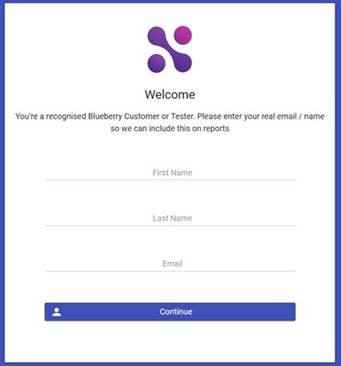 Welcome
You're a recognised Blueberry Customer or Tester. Please enter your real email / name
so we can include this on reports
First Name
Last Name
Email
Continue